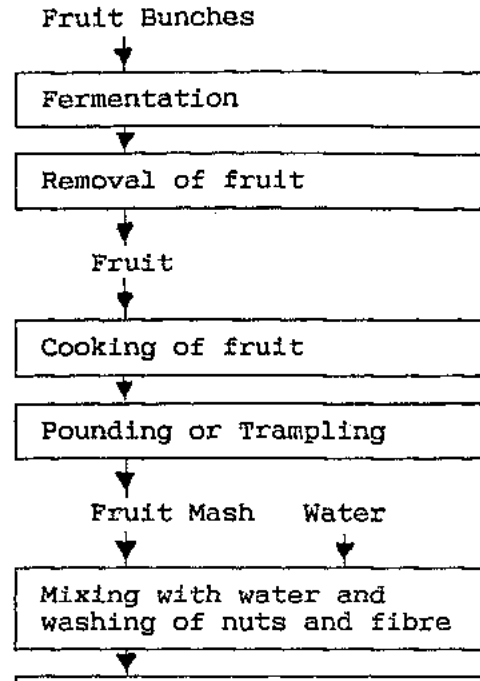 Fruit Bunches
Fermentation
Removal of fruit
Fruit
Cooking of fruit
Pounding or Trampling
Fruit Mash Water
Mixing with water and
washing of nuts and fibre